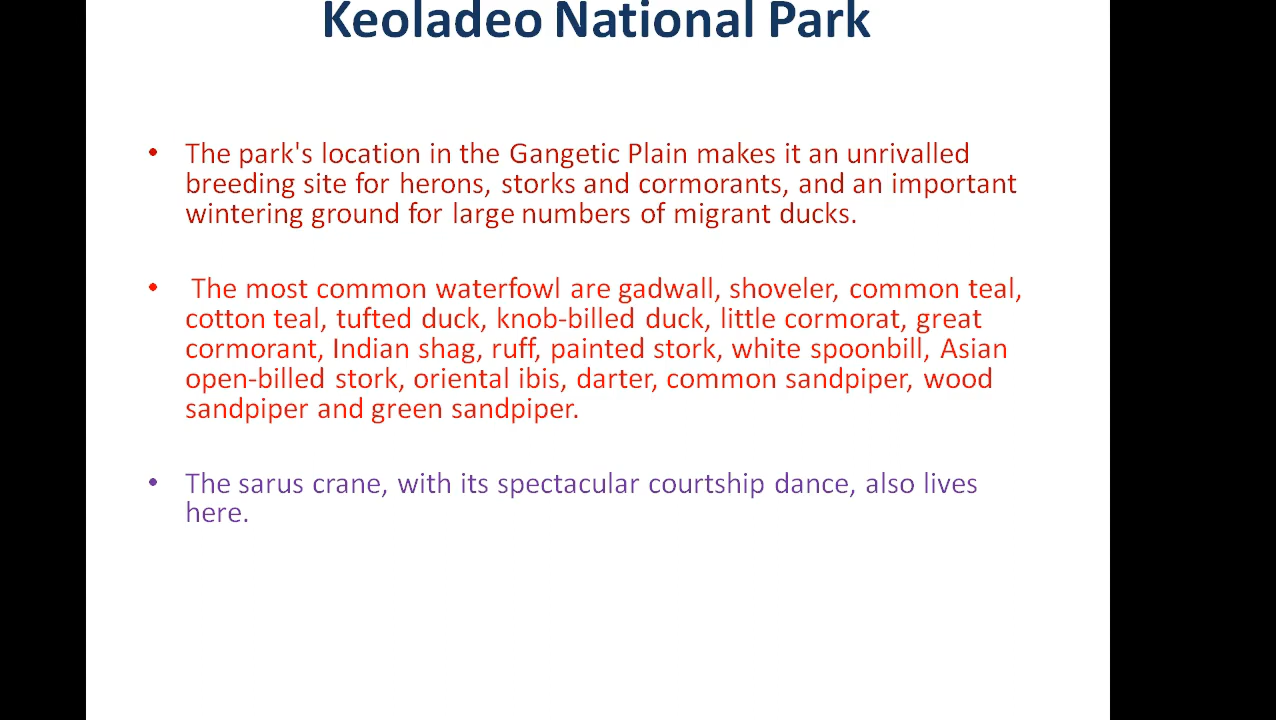 Keoladeo National Park
• The park's location in the Gangetic Plain makes it an unrivalled
breeding site for herons, storks and cormorants, and an important
wintering ground for large numbers of migrant ducks.
• The most common waterfowl are gadwall, shoveler, common teal,
cotton teal, tufted duck, knob-billed duck, little cormorat, great
cormorant, Indian shag, ruff, painted stork, white spoonbill, Asian
open-billed stork, oriental ibis, darter, common sandpiper, wood
sandpiper and green sandpiper.
• The sarus crane, with its spectacular courtship dance, also lives
here.